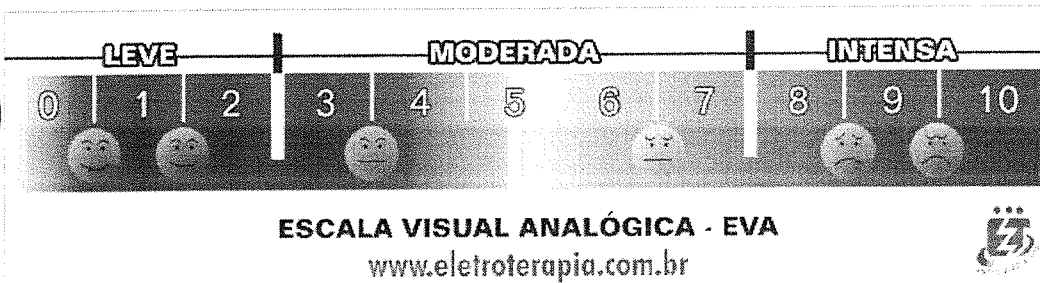 LEVE MODERADA INTENSA
0 1 2 3 4 5 6 7 8 9 10
ESCALA VISUAL ANALÓGICA - EVA
www.eletroterapia.com.br